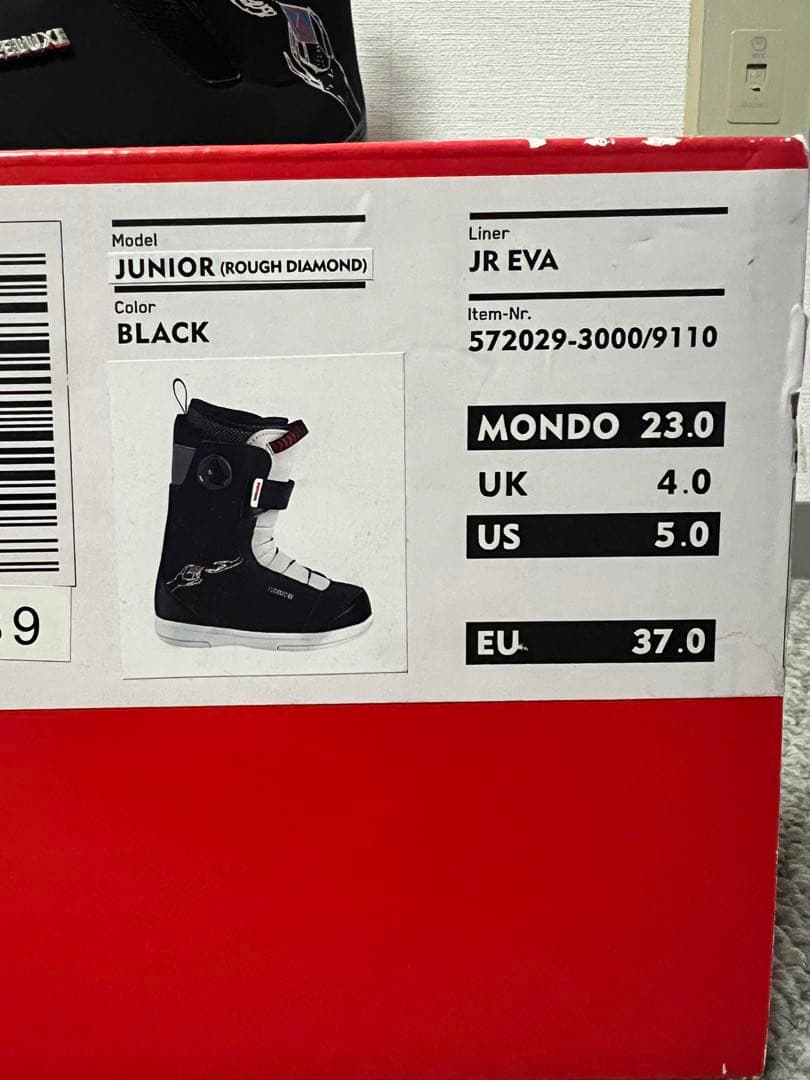 Model
JUNIOR (ROUGH DIAMOND)
Color
BLACK
Liner
JR EVA
Item-Nr.
572029-3000/9110
MONDO 23.0
UK 4.0
US 5.0
EU 37.0
9